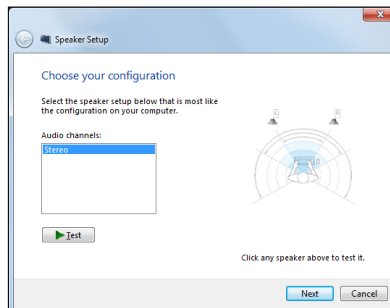 Speaker Setup
Choose your configuration
Select the speaker setup below that is most like
the configuration on your computer.
Audio channels:
Stereo
L
R
Test
Click any speaker above to test it.
Next
Cancel